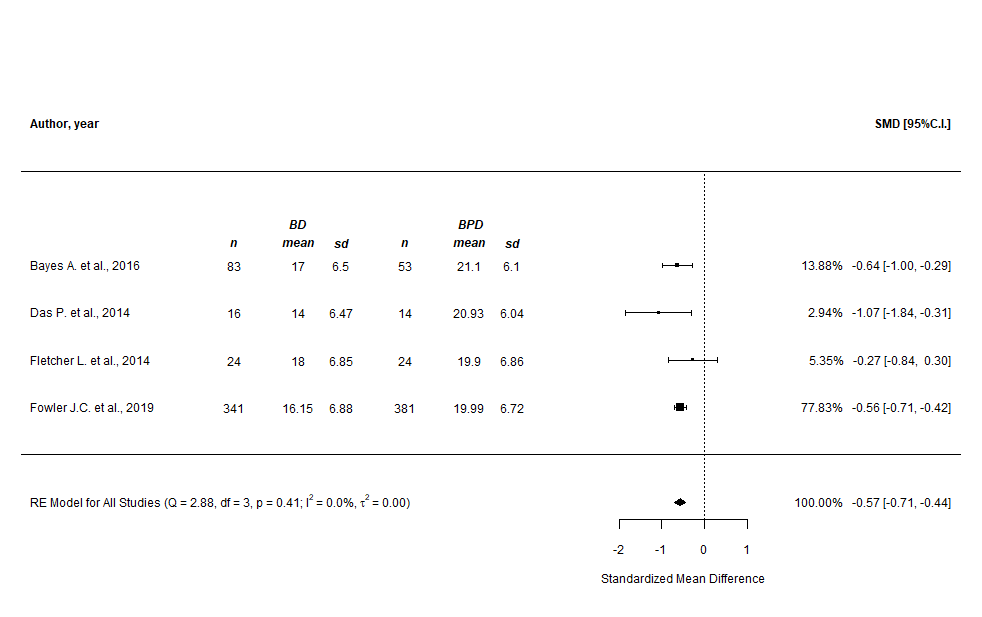 Author, year SMD [95%C.I.]
BD BPD
n mean sd n mean sd
Bayes A. et al., 2016 83 17 6.5 53 21.1 6.1 13.88% -0.64 [-1.00, -0.29]
Das P. et al., 2014 16 14 6.47 14 20.93 6.04 2.94% -1.07 [-1.84, -0.31]
Fletcher L. et al., 2014 24 18 6.85 24 19.9 6.86 5.35% -0.27 [-0.84, 0.30]
Fowler J.C. et al., 2019 341 16.15 6.88 381 19.99 6.72 77.83% -0.56 [-0.71, -0.42]
RE Model for All Studies (Q = 2.88, df = 3, p = 0.41; I² = 0.0%, τ² = 0.00) 100.00% -0.57 [-0.71, -0.44]
-2 -1 0 1
Standardized Mean Difference